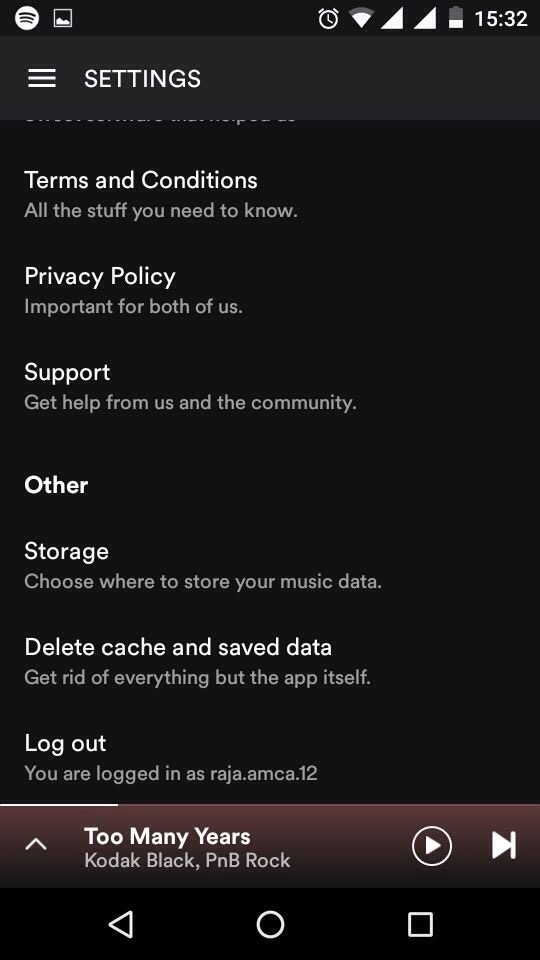 15:32
SETTINGS
Terms and Conditions
All the stuff you need to know.
Privacy Policy
Important for both of us.
Support
Get help from us and the community.
Other
Storage
Choose where to store your music data.
Delete cache and saved data
Get rid of everything but the app itself.
Log out
You are logged in as raja.amca.12
Too Many Years
Kodak Black, PnB Rock